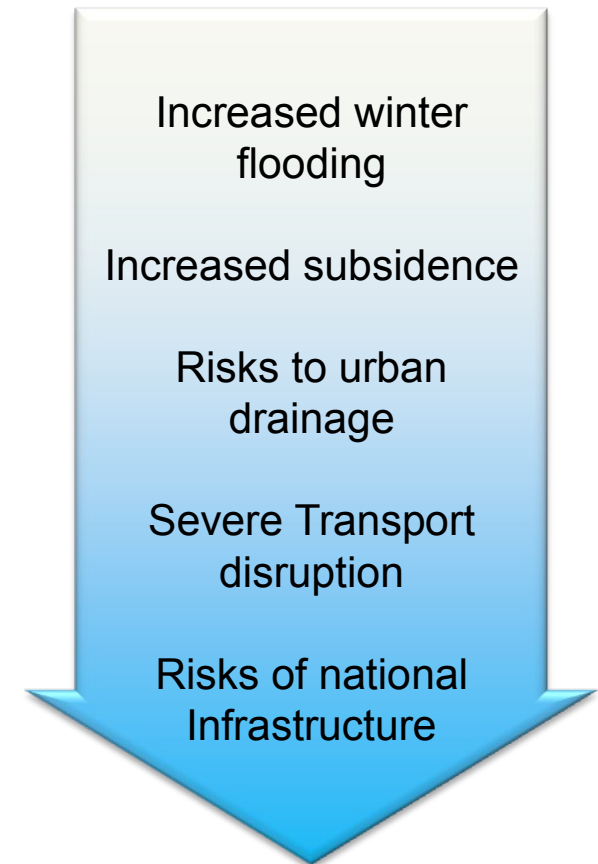 Increased winter
flooding
Increased subsidence
Risks to urban
drainage
Severe Transport
disruption
Risks of national
Infrastructure